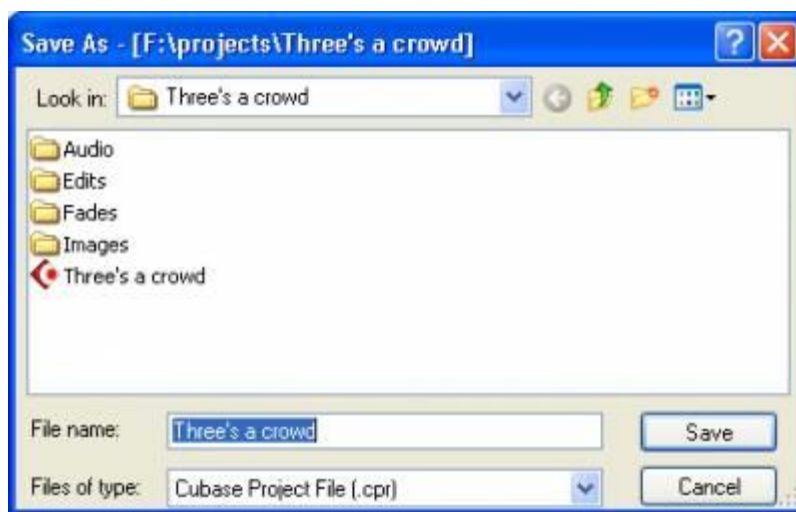 Save As - [F:\projects\Three's a crowd]
Look in: Three's a crowd
Audio
Edits
Fades
Images
Three's a crowd
File name: Three's a crowd Save
Files of type: Cubase Project File (.cpr) Cancel